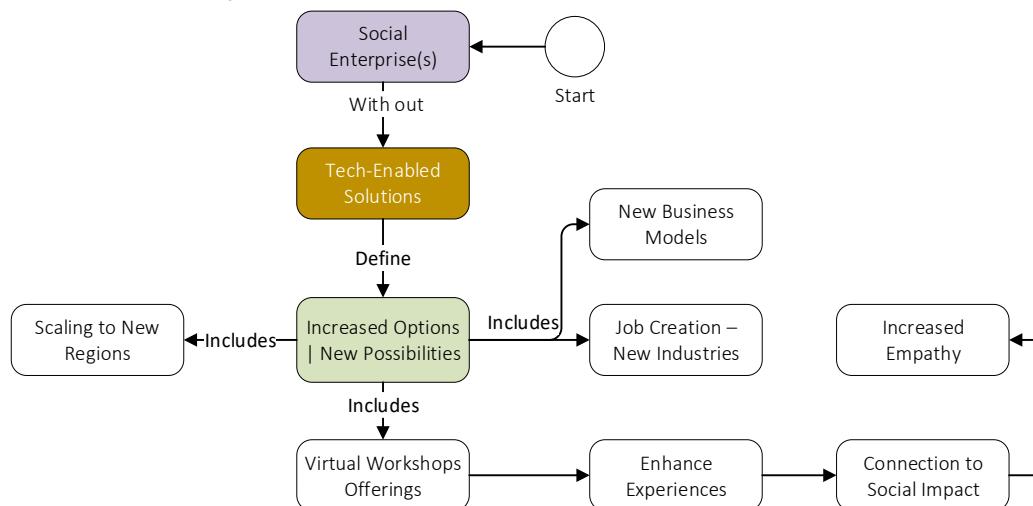 Social
Enterprise(s)
Start
With out
Tech-Enabled
Solutions
New Business
Models
Define
Scaling to New
Regions
Includes
Increased Options
| New Possibilities
Includes
Job Creation –
New Industries
Increased
Empathy
Includes
Virtual Workshops
Offerings
Enhance
Experiences
Connection to
Social Impact